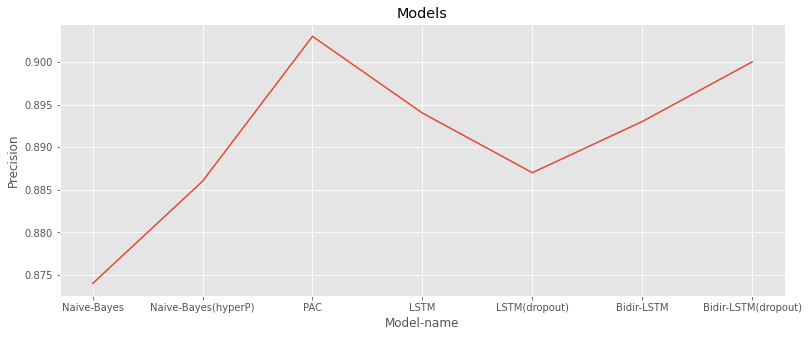 Models
Precision
0.900
0.895
0.890
0.885
0.880
0.875
Naive-Bayes Naive-Bayes(hyperP) PAC LSTM LSTM(dropout) Bidir-LSTM Bidir-LSTM(dropout)
Model-name